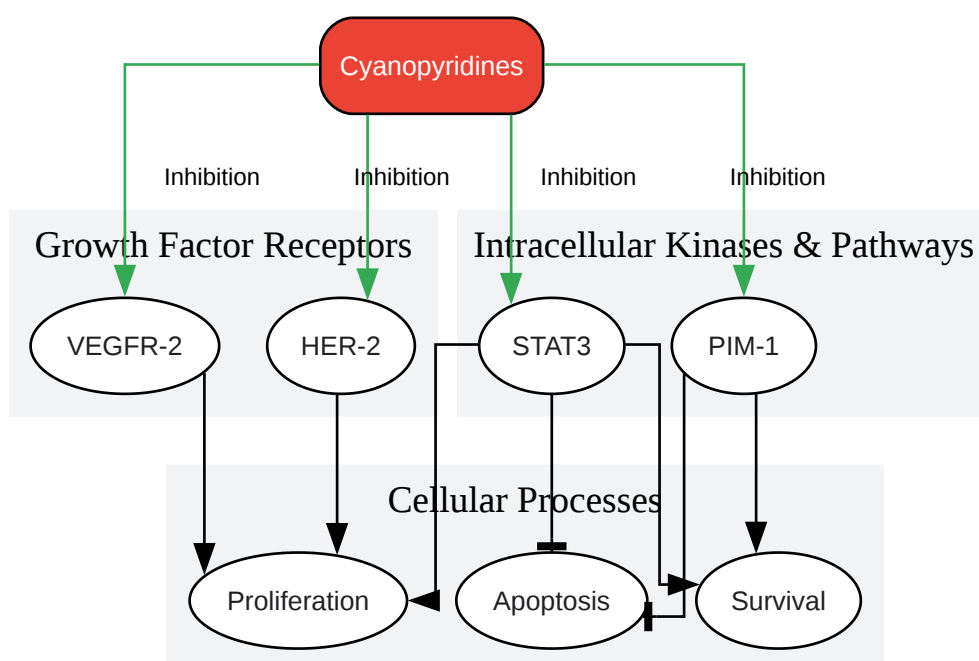 Cyanopyridines
Inhibition
Inhibition
Inhibition
Inhibition
Growth Factor Receptors
Intracellular Kinases & Pathways
VEGFR-2
HER-2
STAT3
PIM-1
Cellular Processes
Proliferation
Apoptosis
Survival